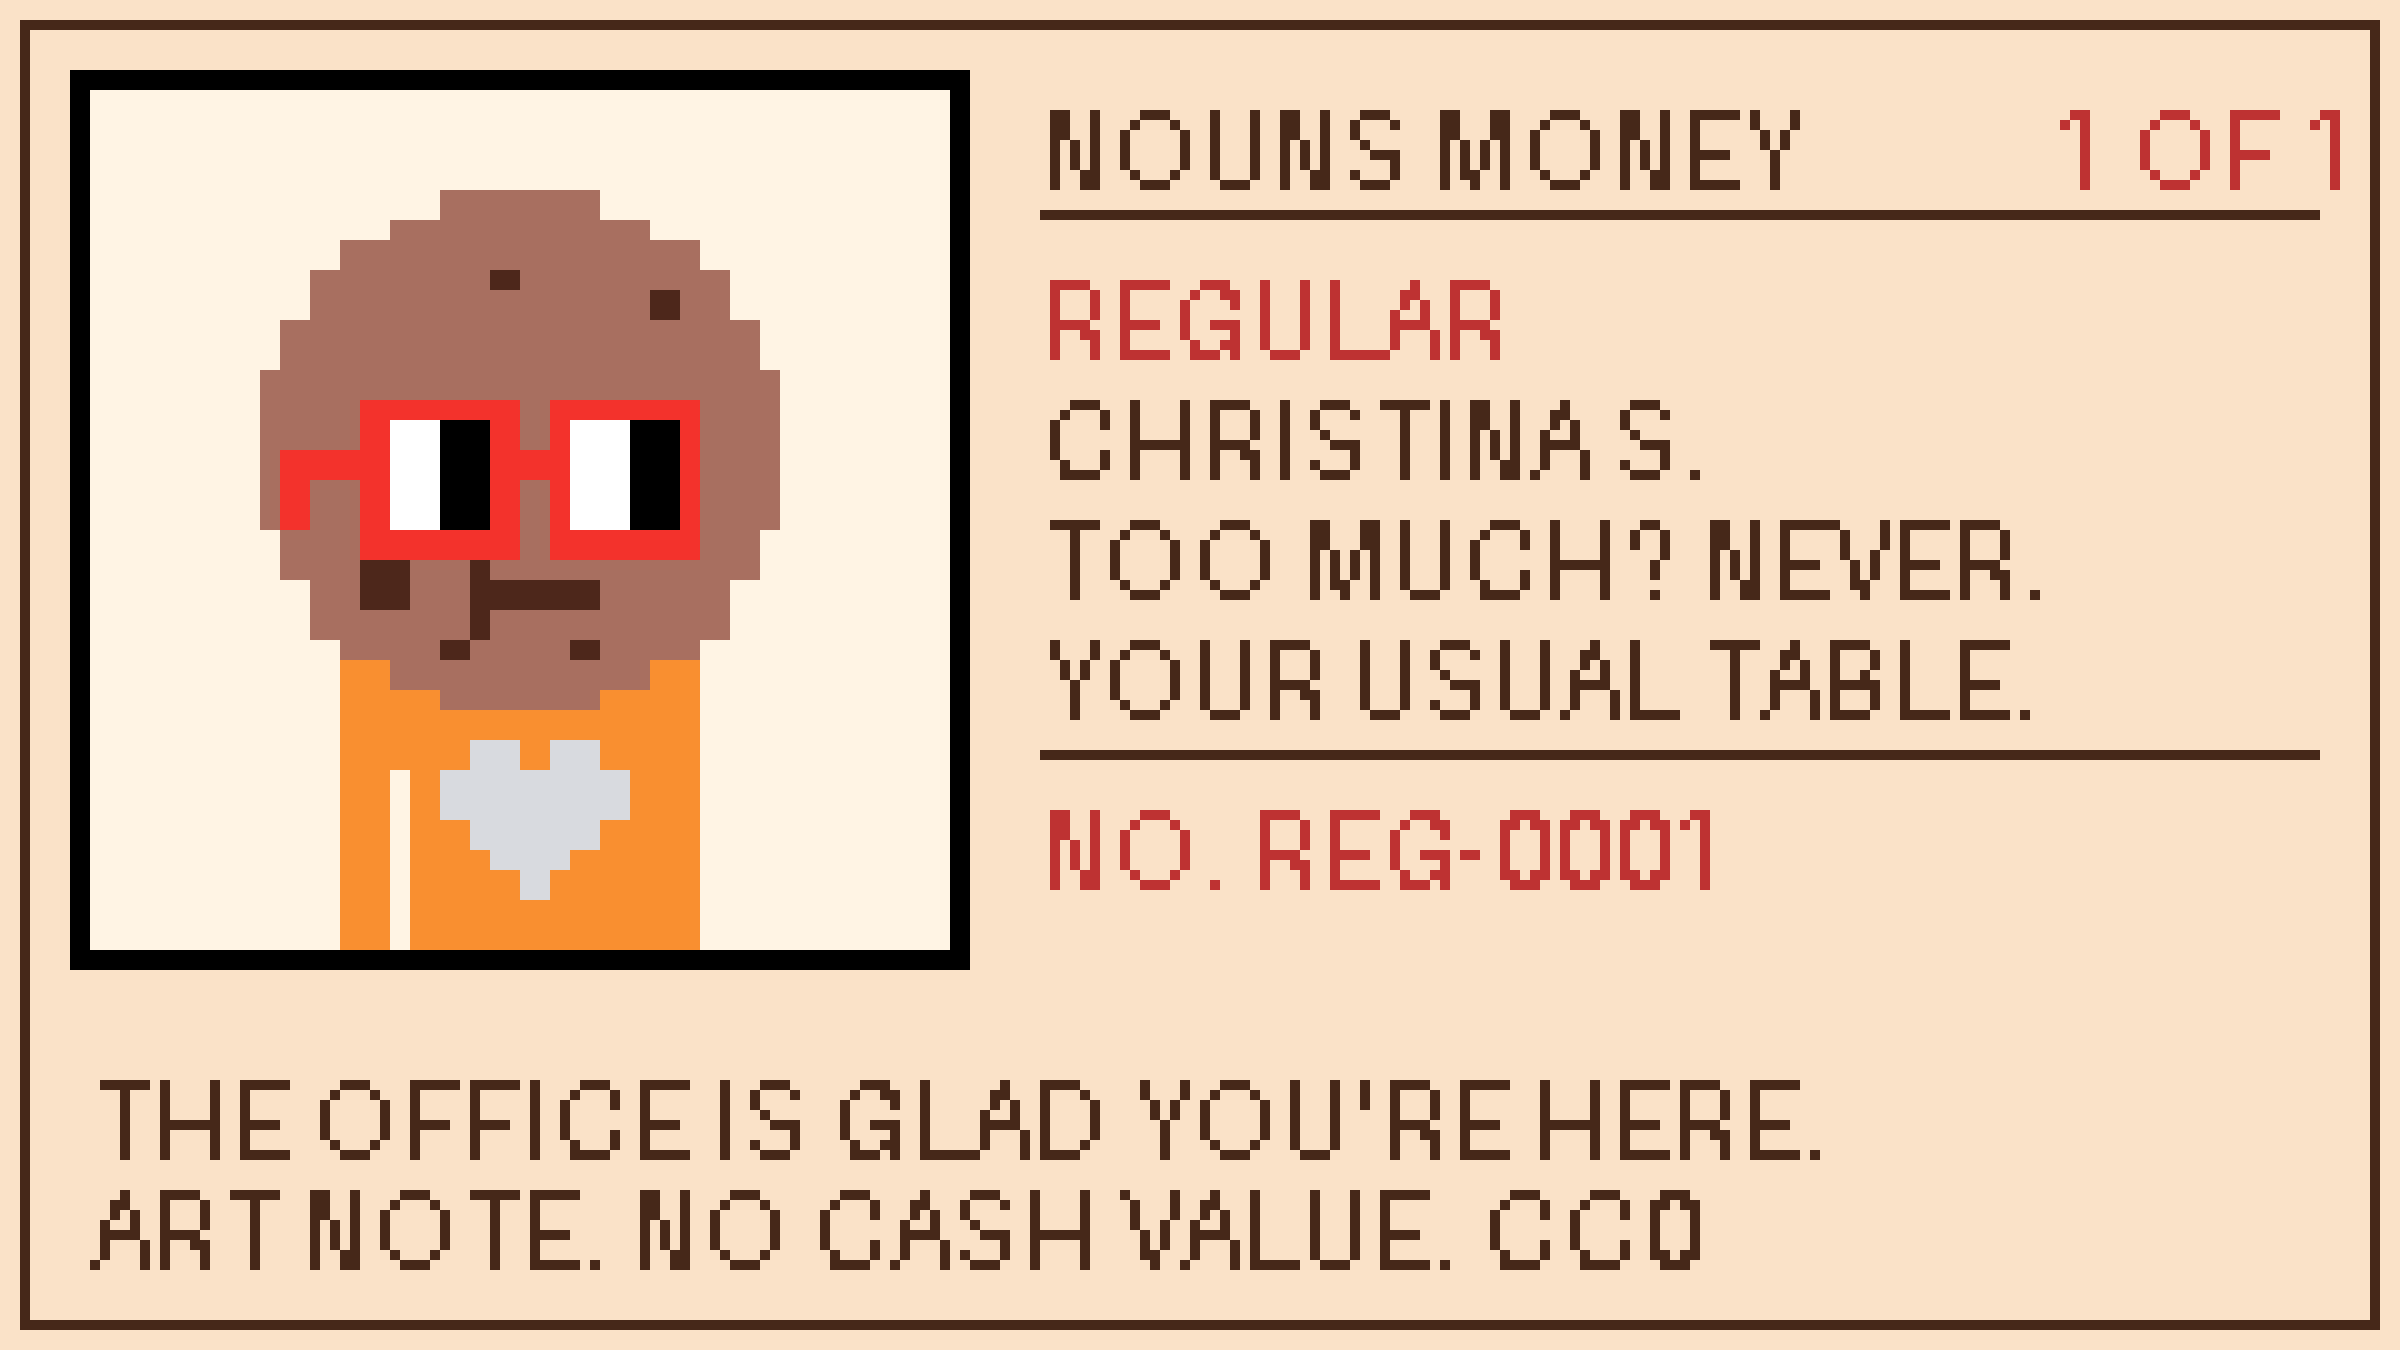 NOUNS MONEY 1 OF 1
REGULAR
CHRISTINA S.
TOO MUCH? NEVER.
YOUR USUAL TABLE.
NO. REG-0001
THE OFFICE IS GLAD YOU'RE HERE.
ART NOTE. NO CASH VALUE. CC0